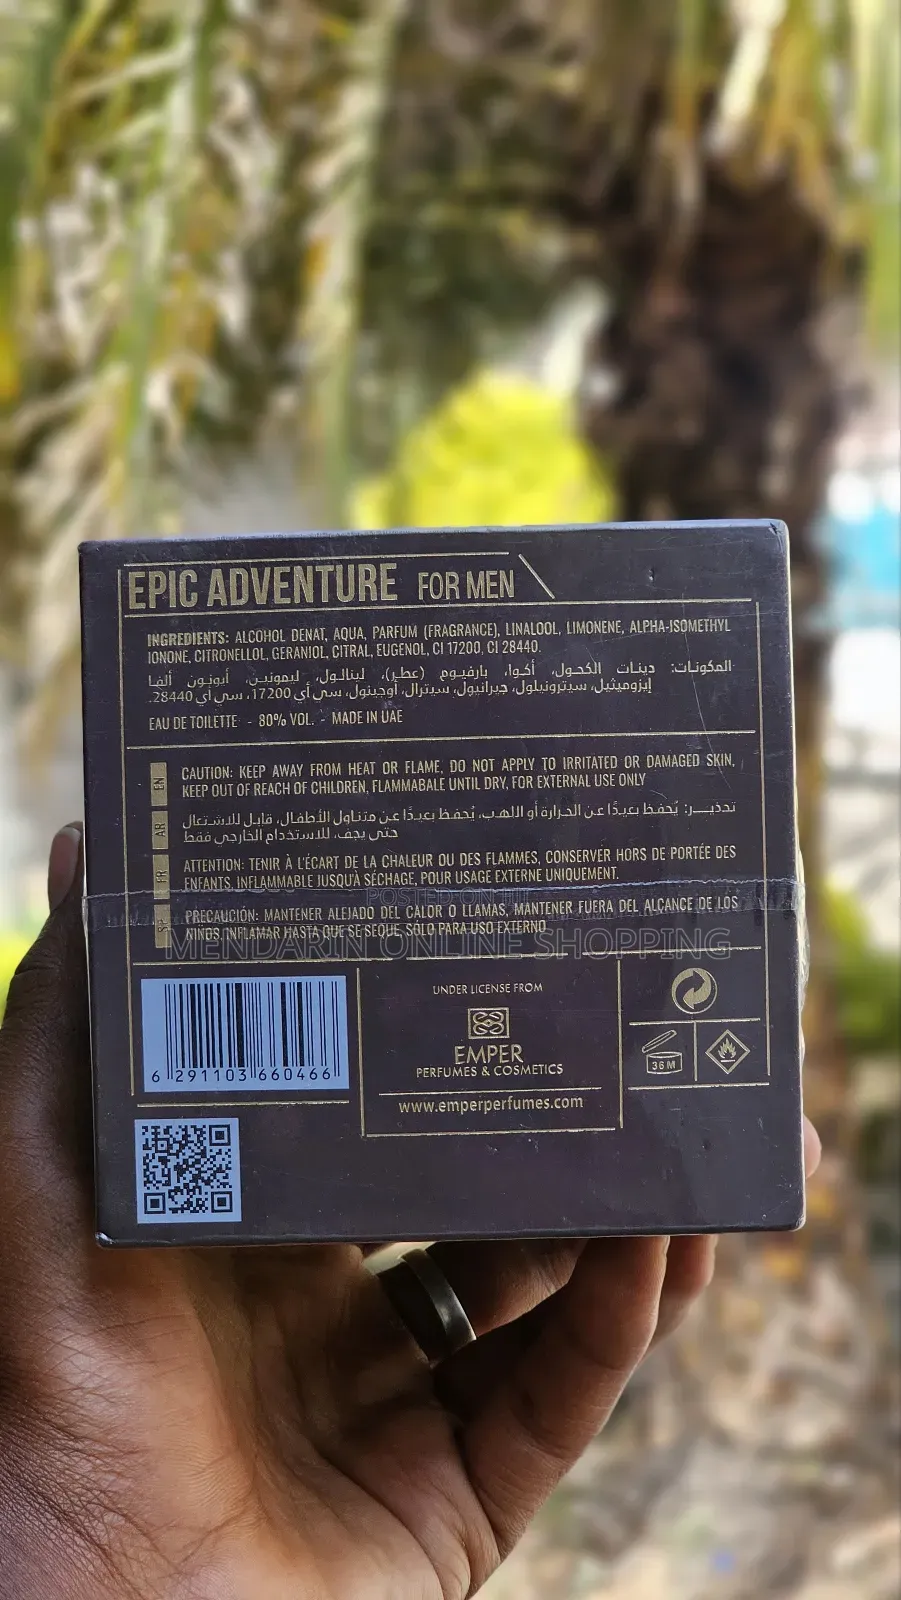 EPIC ADVENTURE FOR MEN
INGREDIENTS: ALCOHOL DENAT, AQUA, PARFUM (FRAGRANCE), LINALOOL, LIMONENE, ALPHA-ISOMETHYL
IONONE, CITRONELLOL, GERANIOL, CITRAL, EUGENOL, CI 17200, CI 28440.
المكونات: دينات الكحول، أكوا، بارفيوم (عطر)، لينالول، ليمونين، أيونون ألفا
إيزوميثيل، سيترونيلول، جيرانيول، سيترال، أوجينول، سي أي 17200، سي أي 28440.
EAU DE TOILETTE - 80% VOL. - MADE IN UAE
EN
CAUTION: KEEP AWAY FROM HEAT OR FLAME, DO NOT APPLY TO IRRITATED OR DAMAGED SKIN,
KEEP OUT OF REACH OF CHILDREN, FLAMMABALE UNTIL DRY, FOR EXTERNAL USE ONLY
AR
تحذير: يُحفظ بعيدًا عن الحرارة أو اللهب، يُحفظ بعيدًا عن متناول الأطفال، قابل للاشتعال
حتى يجف، للاستخدام الخارجي فقط
FR
ATTENTION: TENIR À L'ÉCART DE LA CHALEUR OU DES FLAMMES, CONSERVER HORS DE PORTÉE DES
ENFANTS, INFLAMMABLE JUSQU'À SÉCHAGE, POUR USAGE EXTERNE UNIQUEMENT.
POSTED ON
PRECAUCIÓN: MANTENER ALEJADO DEL CALOR O LLAMAS, MANTENER FUERA DEL ALCANCE DE LOS
NIÑOS, INFLAMAR HASTA QUE SE SEQUE, SÓLO PARA USO EXTERNO
MENDARIN ONLINE SHOPPING
6 291103 660466
UNDER LICENSE FROM
EMPER
PERFUMES & COSMETICS
www.emperperfumes.com
36 M